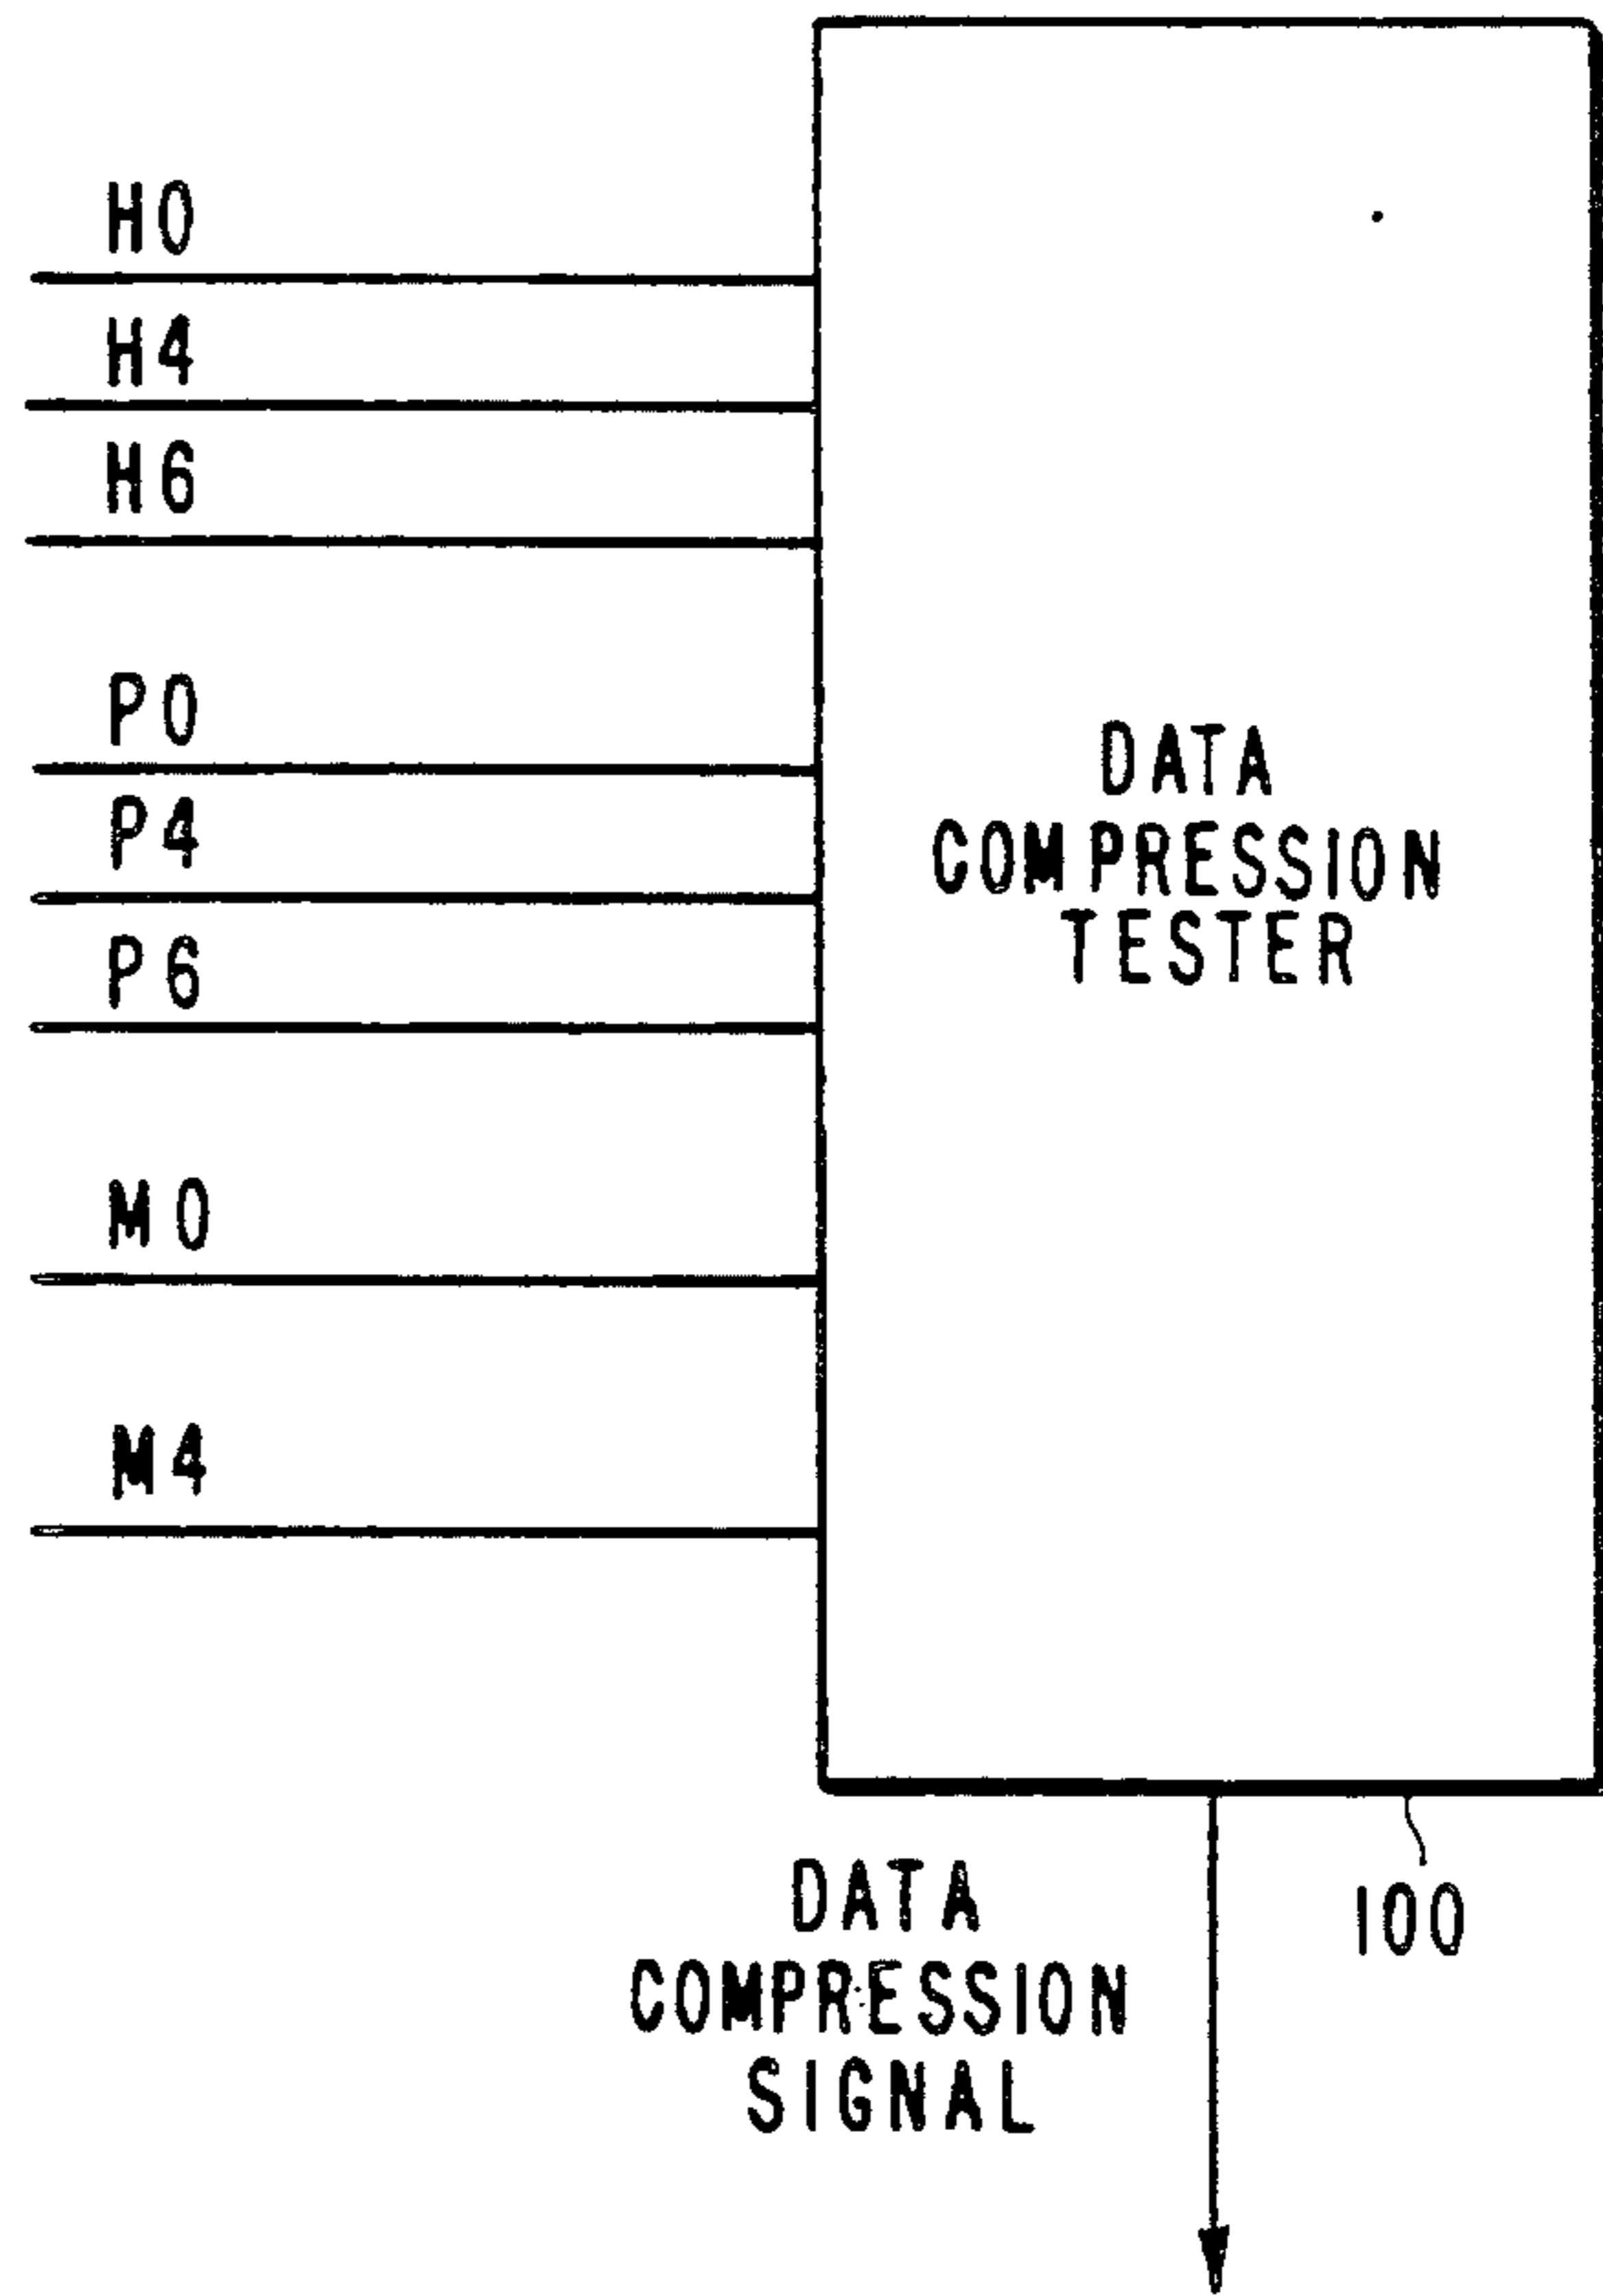 H0
H4
H6
P0
P4
P6
M0
M4
DATA
COMPRESSION
TESTER
100
DATA
COMPRESSION
SIGNAL